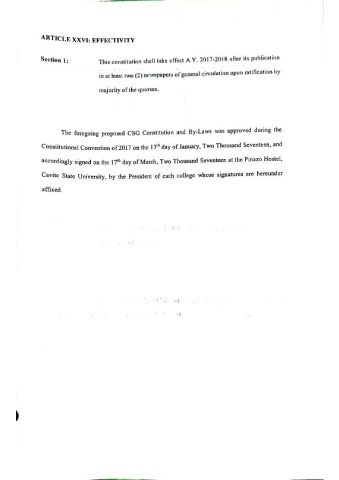 ARTICLE XXVI: EFFECTIVITY
Section 1: This constitution shall take effect A.Y. 2017-2018 after its publication
in at least two (2) newspapers of general circulation upon ratification by
majority of the quorum.
The foregoing proposed CSG Constitution and By-Laws was approved during the
Constitutional Convention of 2017 on the 13th day of January, Two Thousand Seventeen, and
accordingly signed on the 17th day of March, Two Thousand Seventeen at the Pinzon Hostel,
Cavite State University, by the President of each college whose signatures are hereunder
affixed.